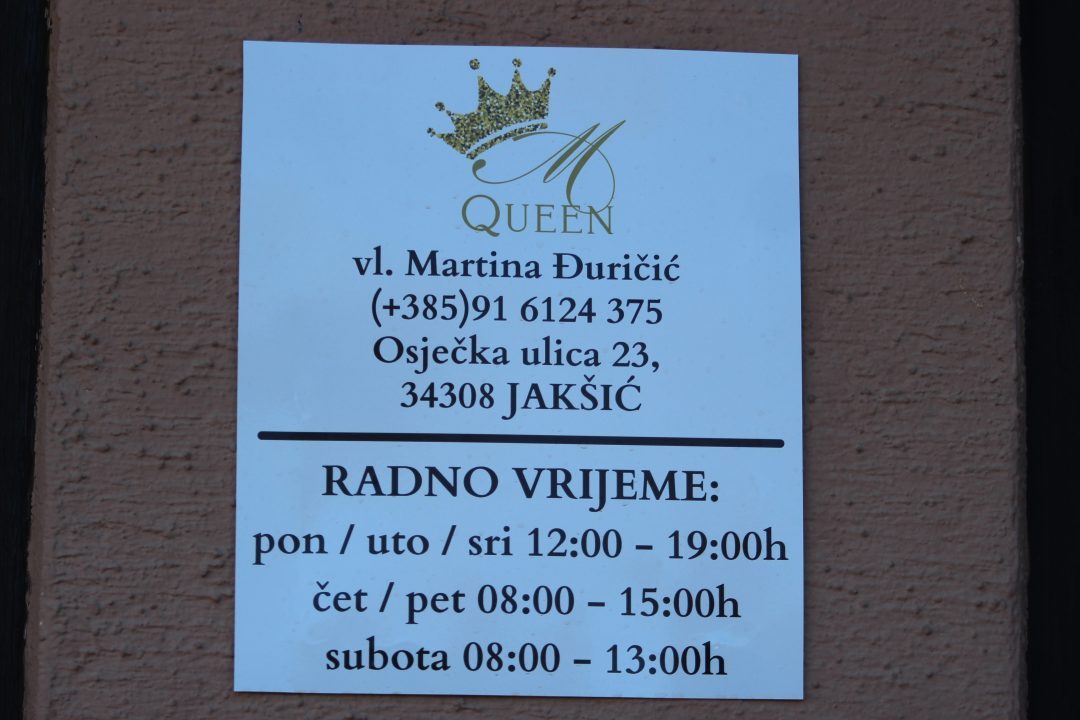 M
QUEEN
vl. Martina Đuričić
(+385)91 6124 375
Osječka ulica 23,
34308 JAKŠIĆ
RADNO VRIJEME:
pon / uto / sri 12:00 - 19:00h
čet / pet 08:00 - 15:00h
subota 08:00 - 13:00h